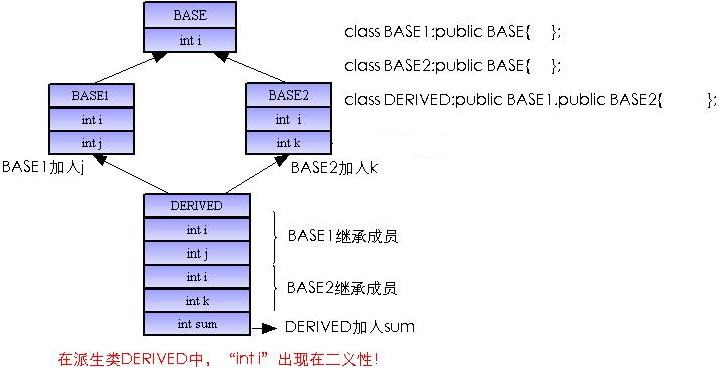 BASE
int i
class BASE1:public BASE{ };
class BASE2:public BASE{ };
class DERIVED:public BASE1.public BASE2{ };
BASE1
int i
int j
BASE2
int i
int k
BASE1加入j
BASE2加入k
DERIVED
int i
int j
int i
int k
int sum
BASE1继承成员
BASE2继承成员
DERIVED加入sum
在派生类DERIVED中，“int i”出现在二义性!